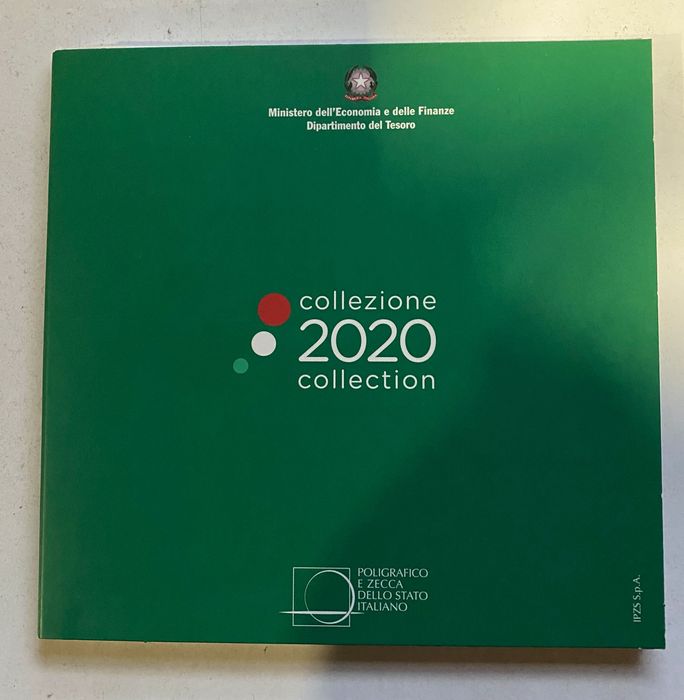 Ministero dell'Economia e delle Finanze
Dipartimento del Tesoro
collezione
2020
collection
POLIGRAFICO
E ZECCA
DELLO STATO
ITALIANO
IPZS S.p.A.